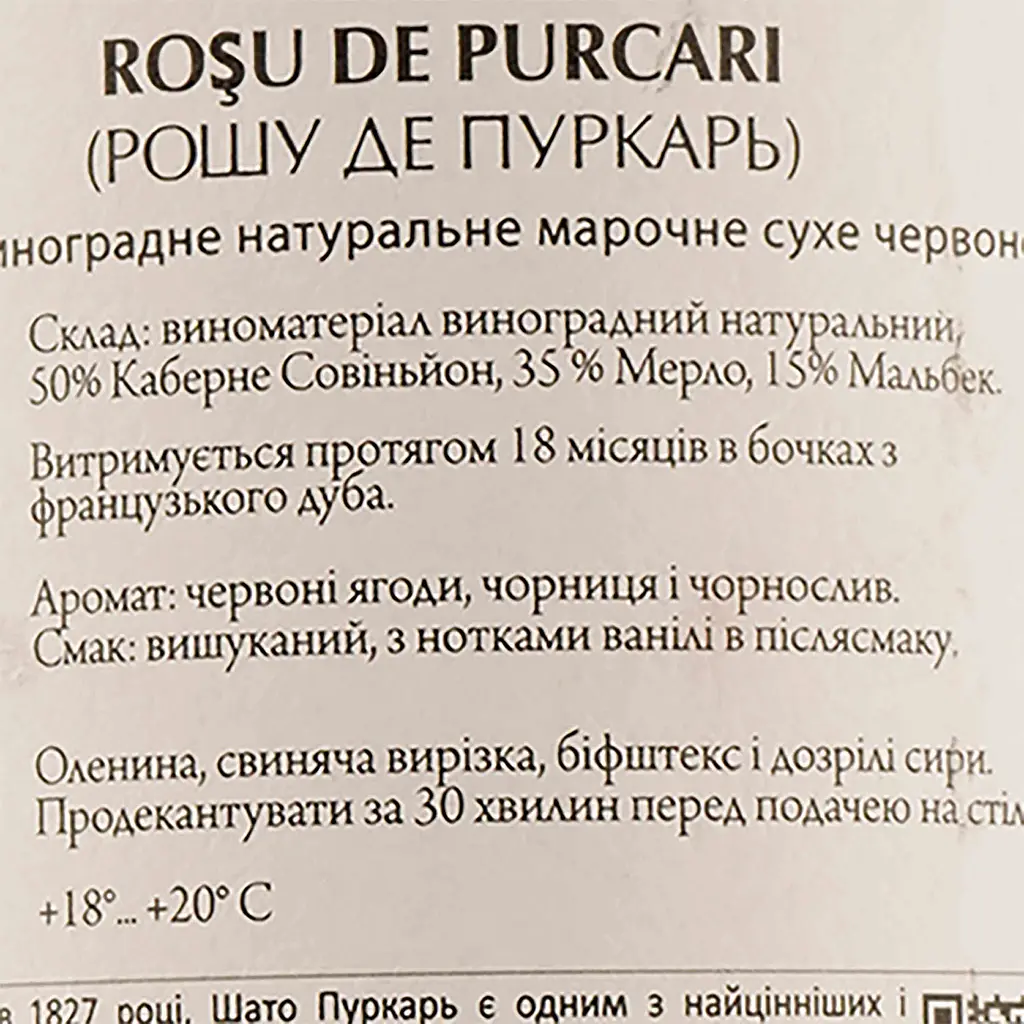 ROŞU DE PURCARI
(РОШУ ДЕ ПУРКАРЬ)
натуральне марочне сухе
Склад: виноматеріал виноградний натуральний,
50% Каберне Совіньйон, 35 % Мерло, 15% Мальбек.
Витримується протягом 18 місяців в бочках з
французького дуба.
Аромат: червоні ягоди, чорниця і чорнослив.
Смак: вишуканий, з нотками ванілі в післясмаку.
Оленина, свиняча вирізка, біфштекс і дозрілі сири.
Продекантувати за 30 хвилин перед подачею на
+18°... +20° С
в 1827 році. Шато Пуркарь є одним з найцінніших і